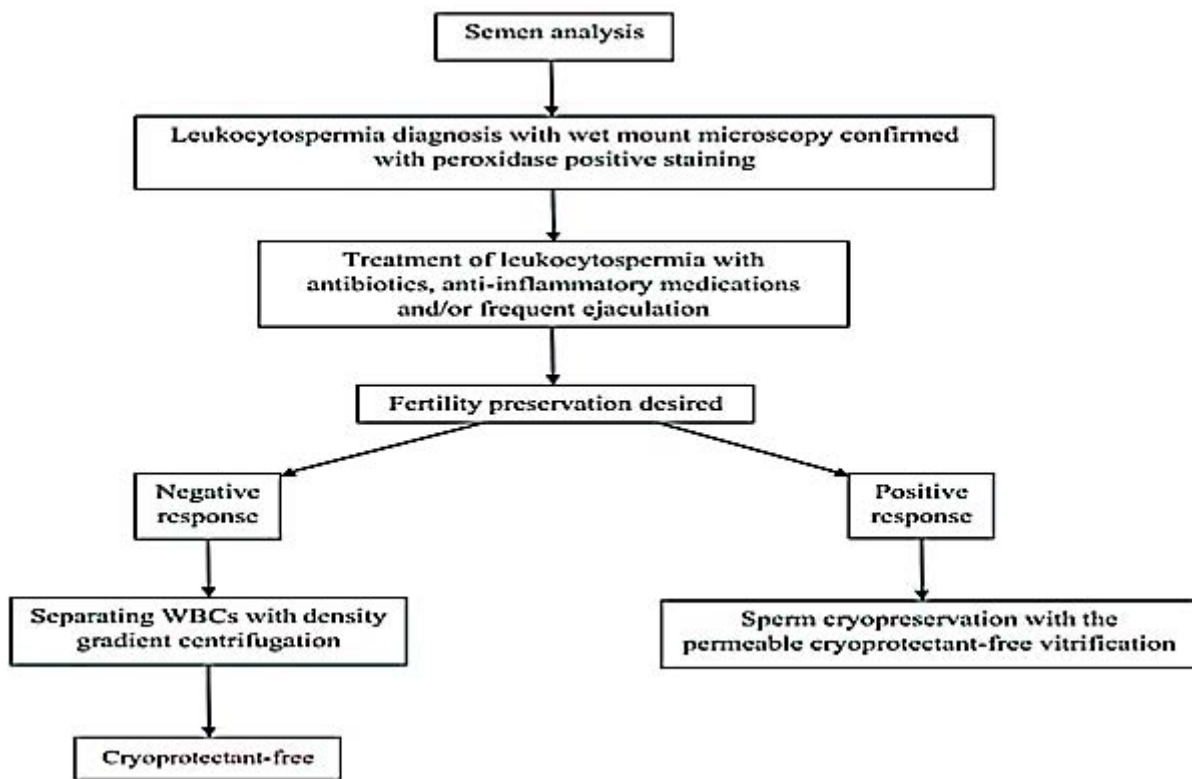 Semen analysis
Leukocytospermia diagnosis with wet mount microscopy confirmed
with peroxidase positive staining
Treatment of leukocytospermia with
antibiotics, anti-inflammatory medications
and/or frequent ejaculation
Fertility preservation desired
Negative
response
Positive
response
Separating WBCs with density
gradient centrifugation
Sperm cryopreservation with the
permeable cryoprotectant-free vitrification
Cryoprotectant-free